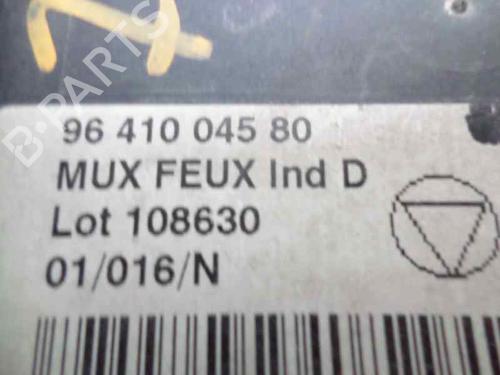 B-PARTS
96 410 045 80
MUX FEUX Ind D
Lot 108630
01/016/N